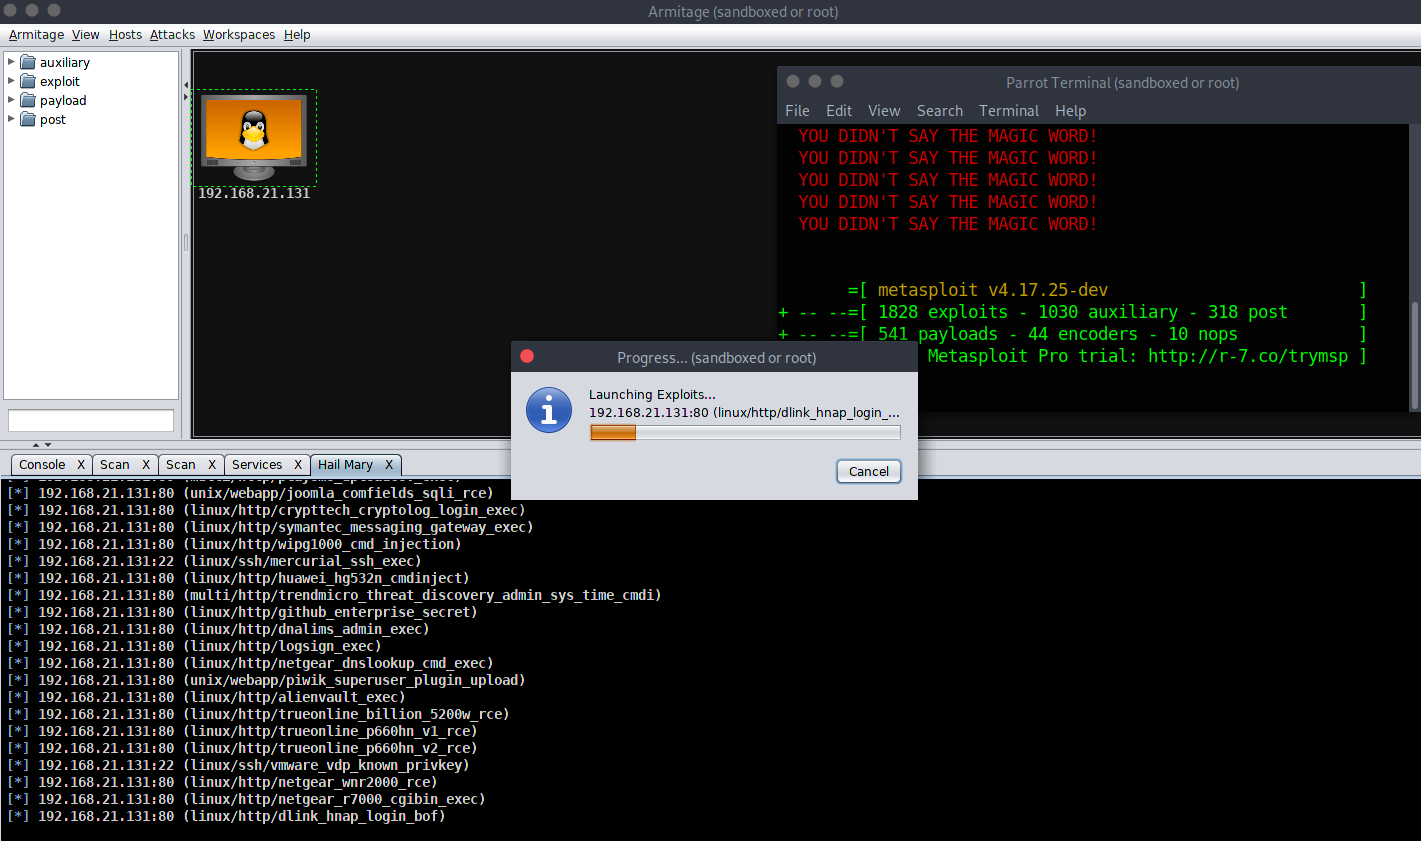 Armitage (sandboxed or root)
Armitage View Hosts Attacks Workspaces Help
auxiliary
exploit
payload
post
192.168.21.131
Parrot Terminal (sandboxed or root)
File Edit View Search Terminal Help
YOU DIDN'T SAY THE MAGIC WORD!
YOU DIDN'T SAY THE MAGIC WORD!
YOU DIDN'T SAY THE MAGIC WORD!
YOU DIDN'T SAY THE MAGIC WORD!
YOU DIDN'T SAY THE MAGIC WORD!
=[ metasploit v4.17.25-dev ]
+ -- --=[ 1828 exploits - 1030 auxiliary - 318 post ]
+ -- --=[ 541 payloads - 44 encoders - 10 nops ]
Metasploit Pro trial: http://r-7.co/trymsp ]
Progress... (sandboxed or root)
Launching Exploits...
192.168.21.131:80 (linux/http/dlink_hnap_login_...
Cancel
Console X Scan X Scan X Services X Hail Mary X
[*] 192.168.21.131:80 (unix/webapp/joomla_comfields_sqli_rce)
[*] 192.168.21.131:80 (linux/http/crypttech_cryptolog_login_exec)
[*] 192.168.21.131:80 (linux/http/symantec_messaging_gateway_exec)
[*] 192.168.21.131:80 (linux/http/wipg1000_cmd_injection)
[*] 192.168.21.131:22 (linux/ssh/mercurial_ssh_exec)
[*] 192.168.21.131:80 (linux/http/huawei_hg532n_cmdinject)
[*] 192.168.21.131:80 (multi/http/trendmicro_threat_discovery_admin_sys_time_cmdi)
[*] 192.168.21.131:80 (linux/http/github_enterprise_secret)
[*] 192.168.21.131:80 (linux/http/dnalims_admin_exec)
[*] 192.168.21.131:80 (linux/http/logsign_exec)
[*] 192.168.21.131:80 (linux/http/netgear_dnslookup_cmd_exec)
[*] 192.168.21.131:80 (unix/webapp/piwik_superuser_plugin_upload)
[*] 192.168.21.131:80 (linux/http/alienvault_exec)
[*] 192.168.21.131:80 (linux/http/trueonline_billion_5200w_rce)
[*] 192.168.21.131:80 (linux/http/trueonline_p660hn_v1_rce)
[*] 192.168.21.131:80 (linux/http/trueonline_p660hn_v2_rce)
[*] 192.168.21.131:22 (linux/ssh/vmware_vdp_known_privkey)
[*] 192.168.21.131:80 (linux/http/netgear_wnr2000_rce)
[*] 192.168.21.131:80 (linux/http/netgear_r7000_cgibin_exec)
[*] 192.168.21.131:80 (linux/http/dlink_hnap_login_bof)